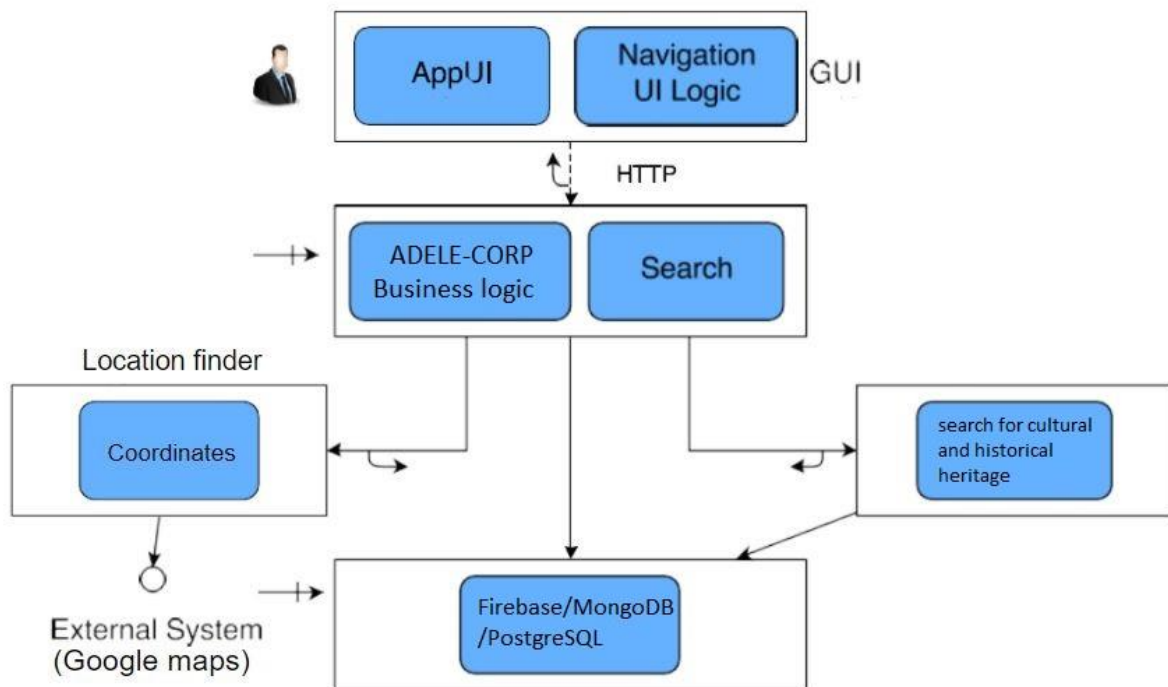 AppUI
Navigation
UI Logic
GUI
HTTP
ADELE-CORP
Business logic
Search
Location finder
Coordinates
search for cultural
and historical
heritage
Firebase/MongoDB
/PostgreSQL
External System
(Google maps)